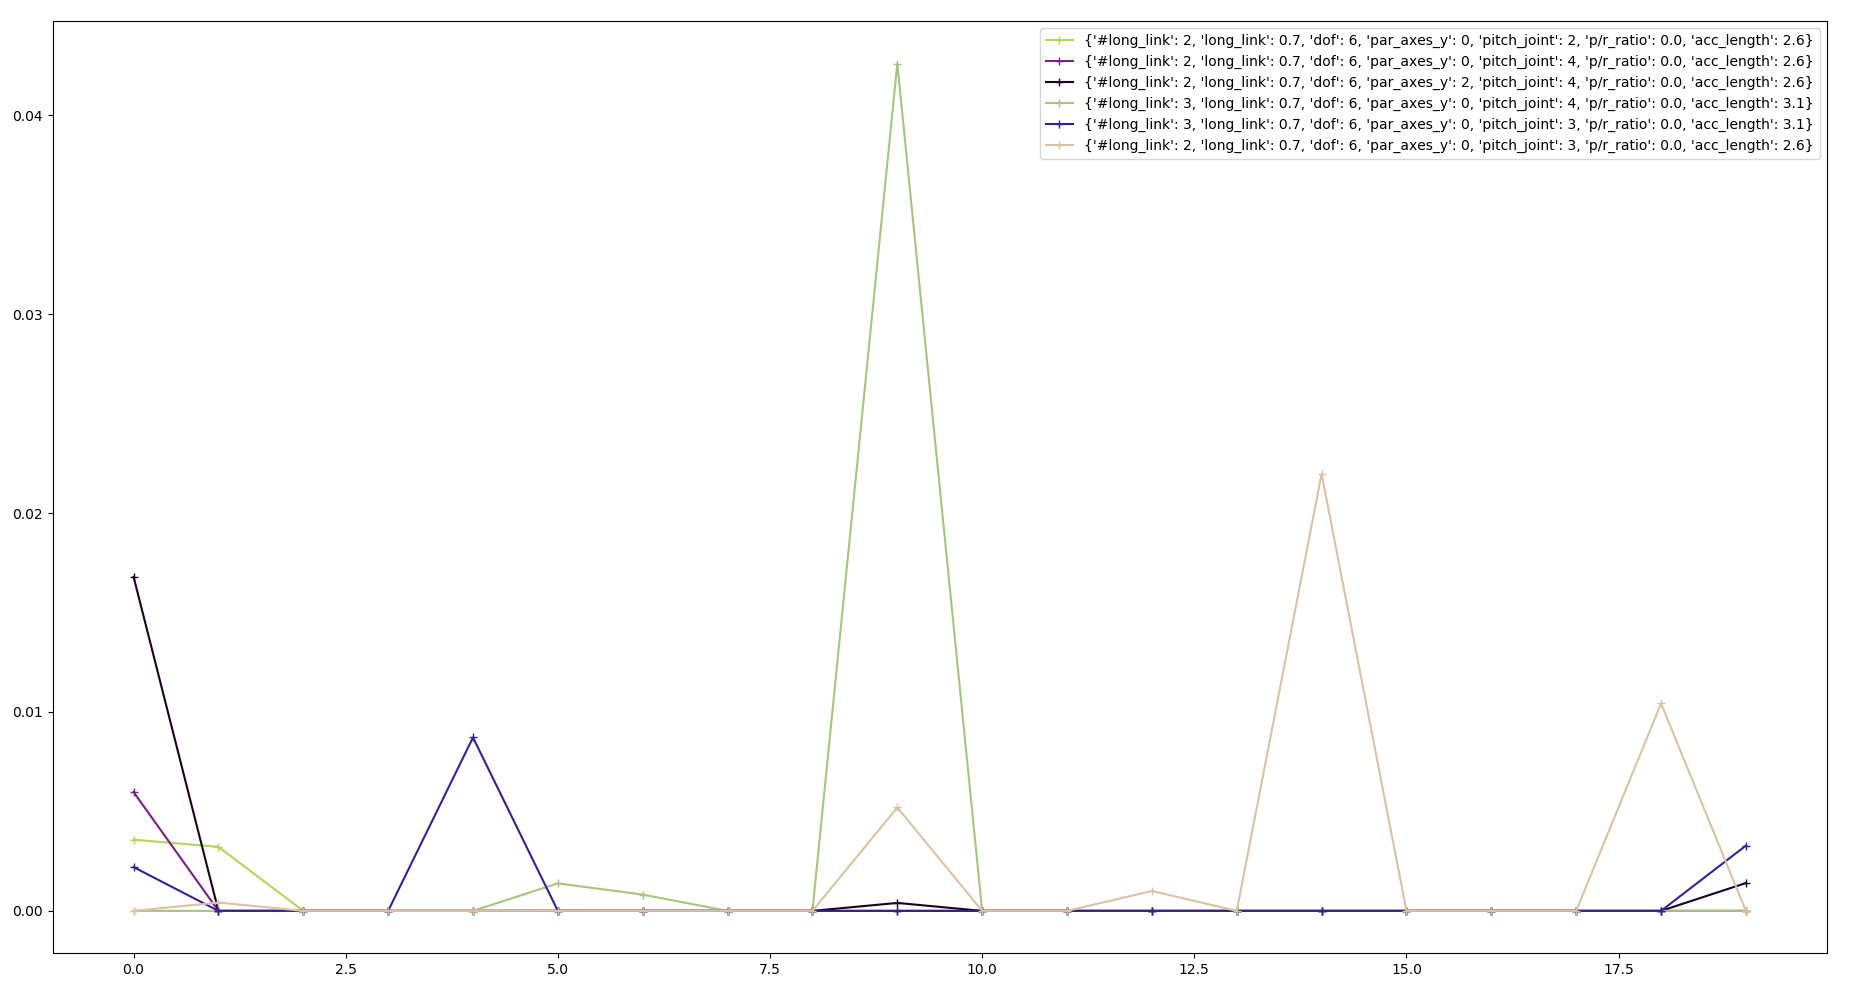 {'#long_link': 2, 'long_link': 0.7, 'dof': 6, 'par_axes_y': 0, 'pitch_joint': 2, 'p/r_ratio': 0.0, 'acc_length': 2.6}
{'#long_link': 2, 'long_link': 0.7, 'dof': 6, 'par_axes_y': 0, 'pitch_joint': 4, 'p/r_ratio': 0.0, 'acc_length': 2.6}
{'#long_link': 2, 'long_link': 0.7, 'dof': 6, 'par_axes_y': 2, 'pitch_joint': 4, 'p/r_ratio': 0.0, 'acc_length': 2.6}
{'#long_link': 3, 'long_link': 0.7, 'dof': 6, 'par_axes_y': 0, 'pitch_joint': 4, 'p/r_ratio': 0.0, 'acc_length': 3.1}
{'#long_link': 3, 'long_link': 0.7, 'dof': 6, 'par_axes_y': 0, 'pitch_joint': 3, 'p/r_ratio': 0.0, 'acc_length': 3.1}
{'#long_link': 2, 'long_link': 0.7, 'dof': 6, 'par_axes_y': 0, 'pitch_joint': 3, 'p/r_ratio': 0.0, 'acc_length': 2.6}
0.04
0.03
0.02
0.01
0.00
0.0 2.5 5.0 7.5 10.0 12.5 15.0 17.5